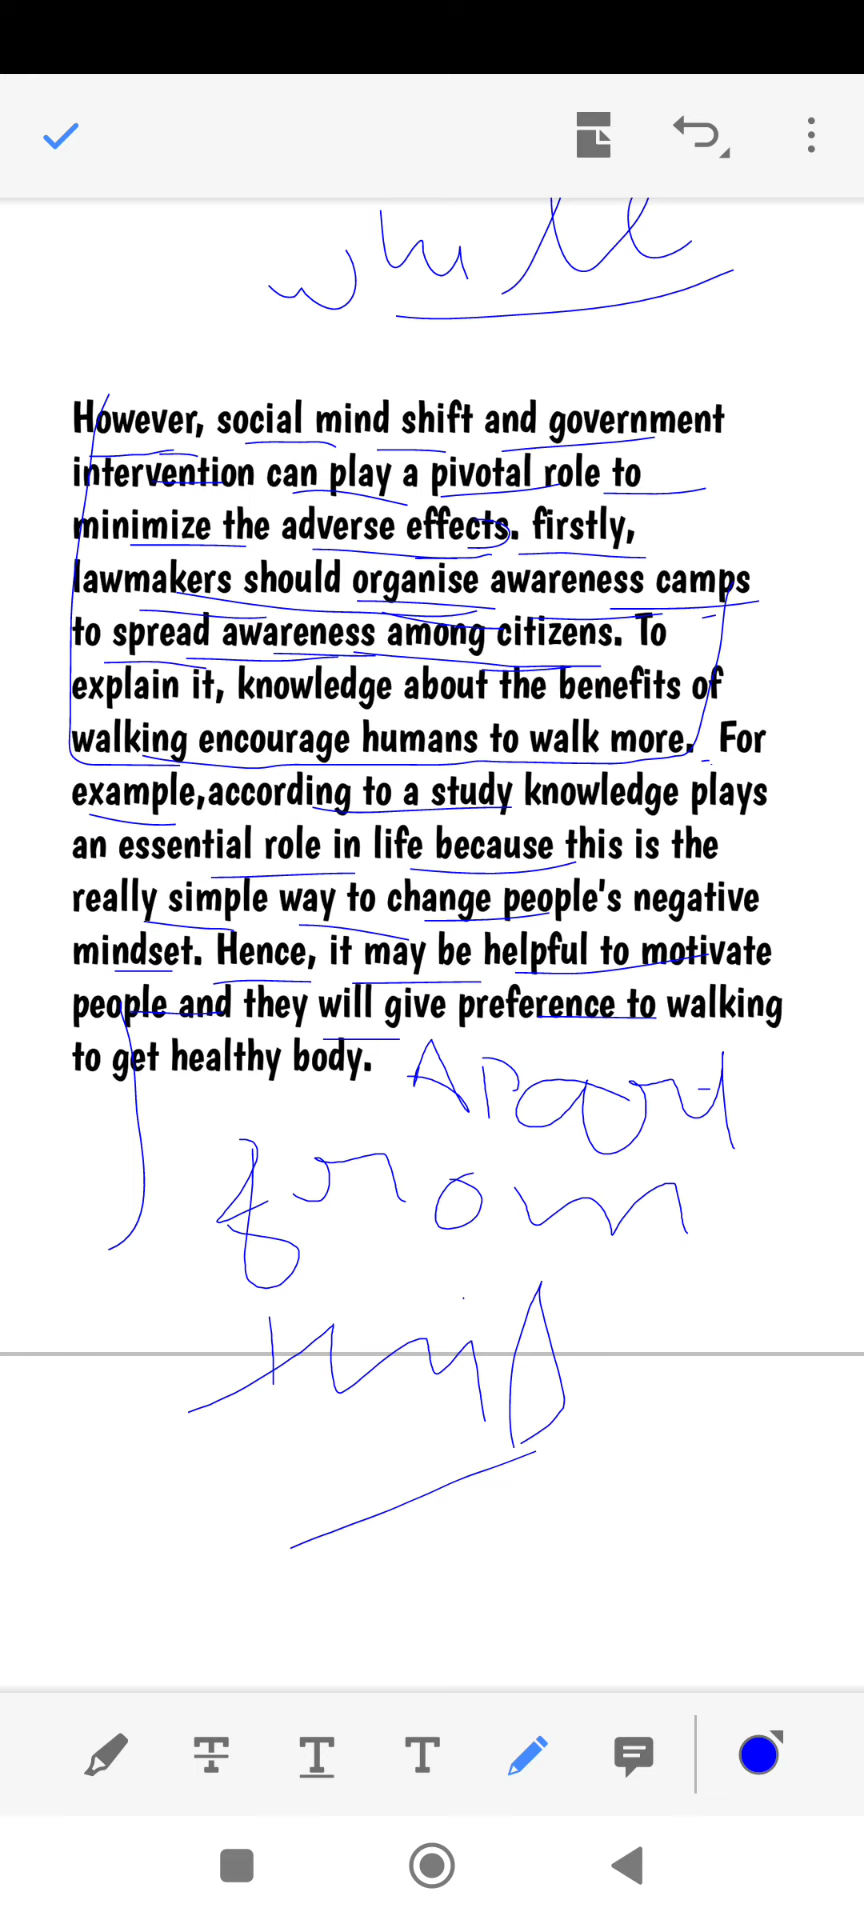 However, social mind shift and government
intervention can play a pivotal role to
minimize the adverse effects. firstly,
lawmakers should organise awareness camps
to spread awareness among citizens. To
explain it, knowledge about the benefits of
walking encourage humans to walk more. For
example,according to a study knowledge plays
an essential role in life because this is the
really simple way to change people's negative
mindset. Hence, it may be helpful to motivate
people and they will give preference to walking
to get healthy body.
from